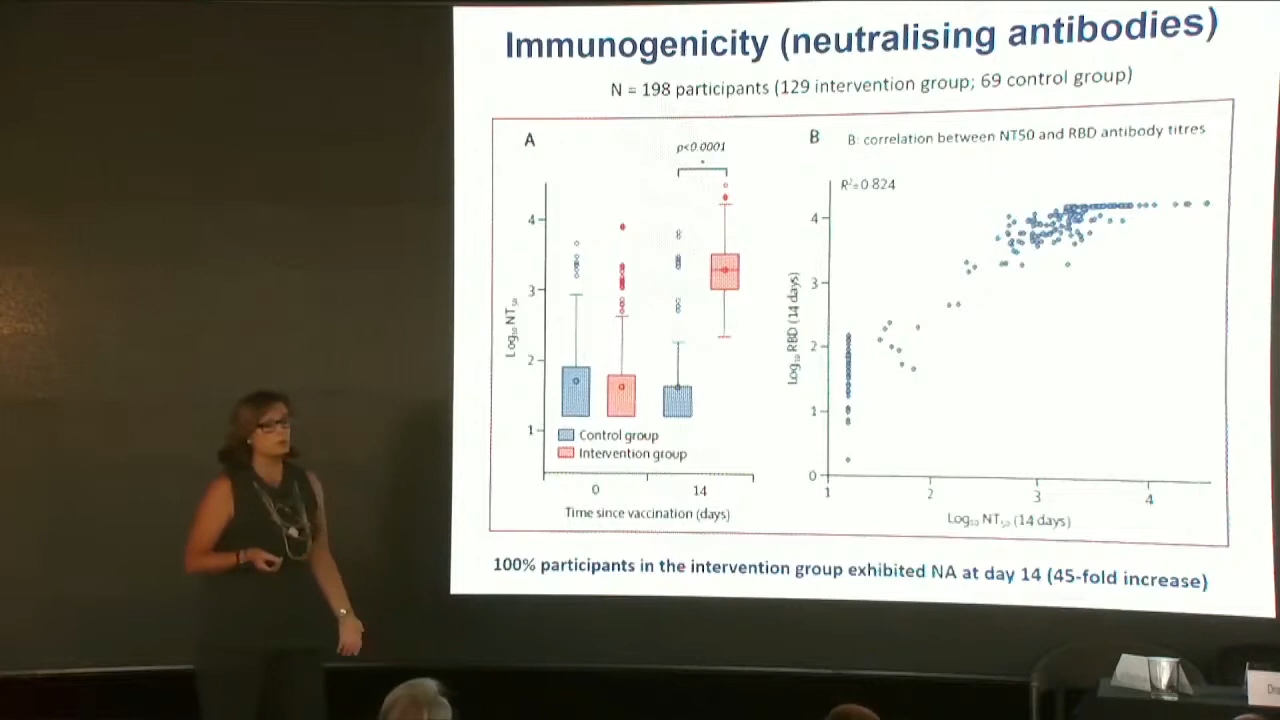 Immunogenicity (neutralising antibodies)
N = 198 participants (129 intervention group; 69 control group)
A
p<0.0001
*
Log₁₀ NT₅₀
4
3
2
1
Control group
Intervention group
0
14
Time since vaccination (days)
B
B: correlation between NT50 and RBD antibody titres
R²=0.824
Log₁₀ RBD (14 days)
4
3
2
1
0
1
2
3
4
Log₁₀ NT₅₀ (14 days)
100% participants in the intervention group exhibited NA at day 14 (45-fold increase)